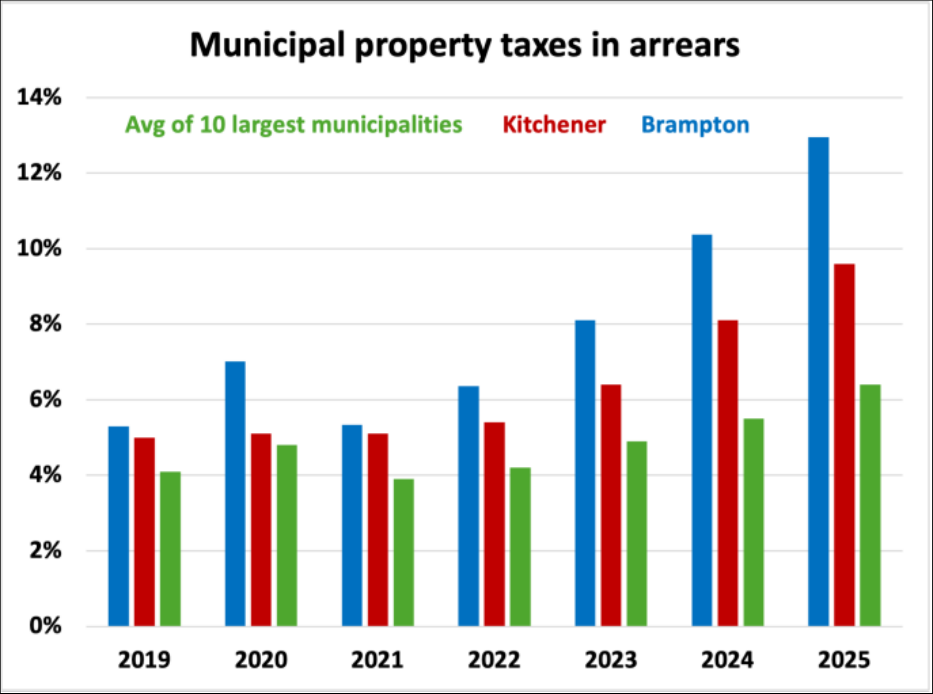 Municipal property taxes in arrears
14%
Avg of 10 largest municipalities Kitchener Brampton
12%
10%
8%
6%
4%
2%
0%
2019 2020 2021 2022 2023 2024 2025